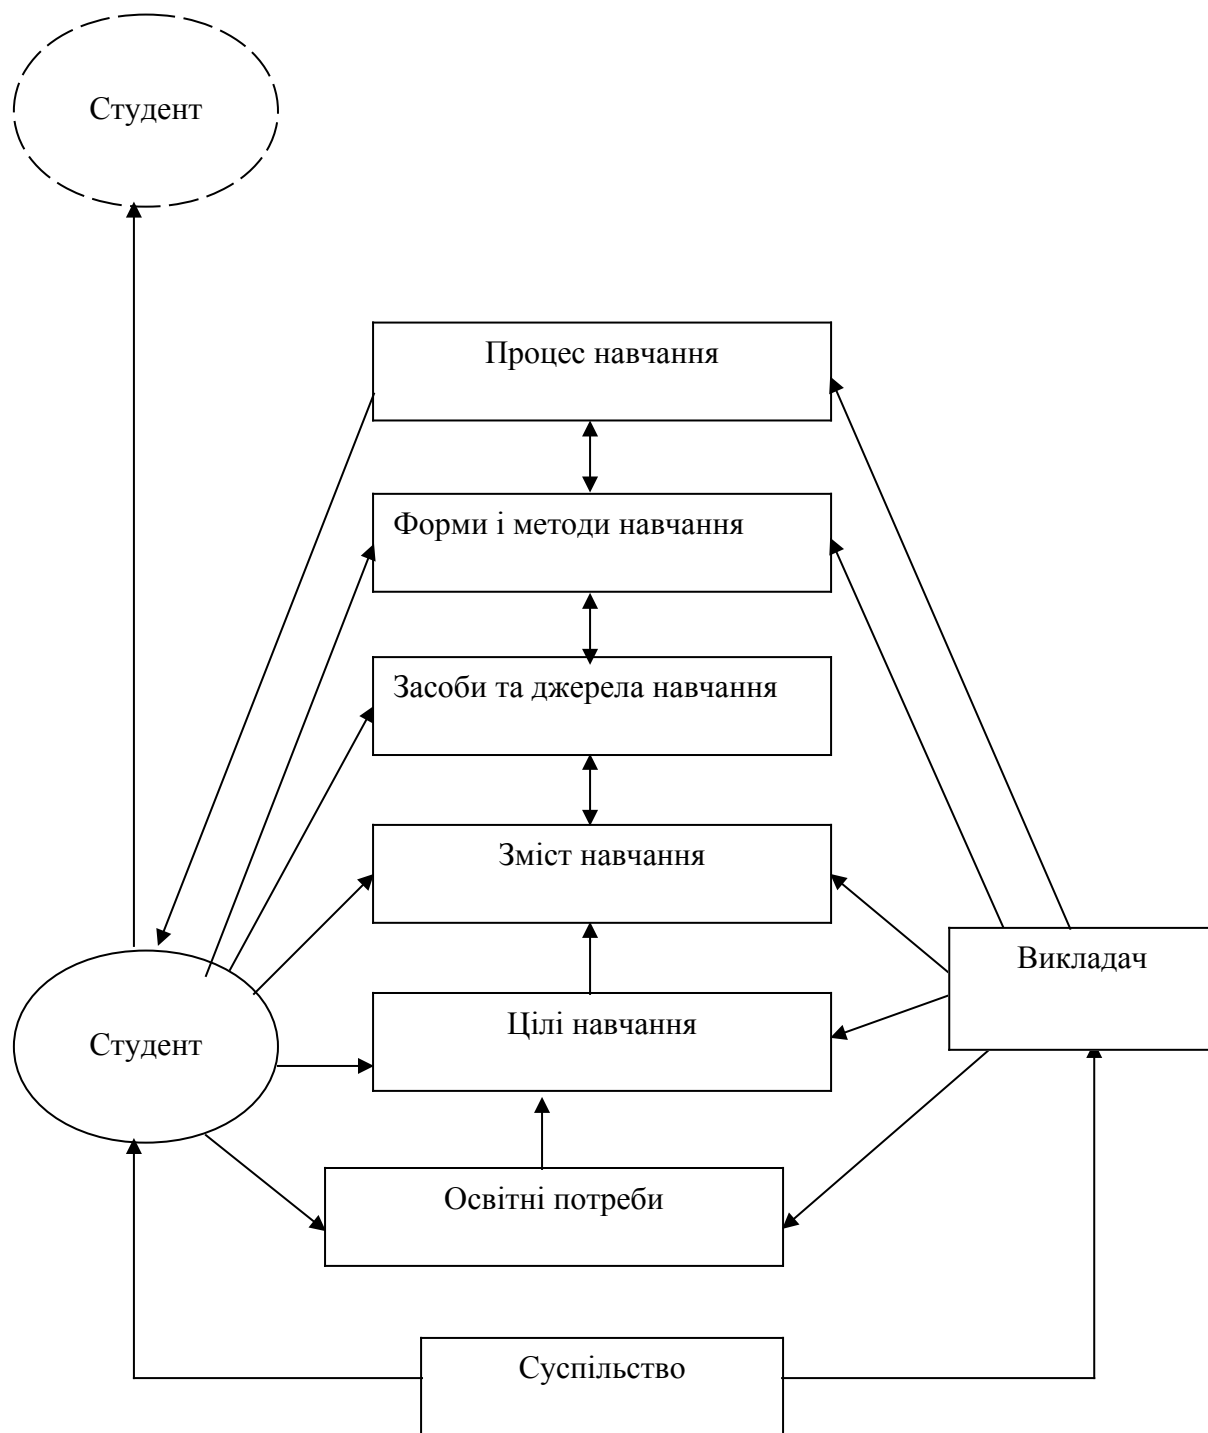 Студент
Процес навчання
Форми і методи навчання
Засоби та джерела навчання
Зміст навчання
Викладач
Цілі навчання
Студент
Освітні потреби
Суспільство